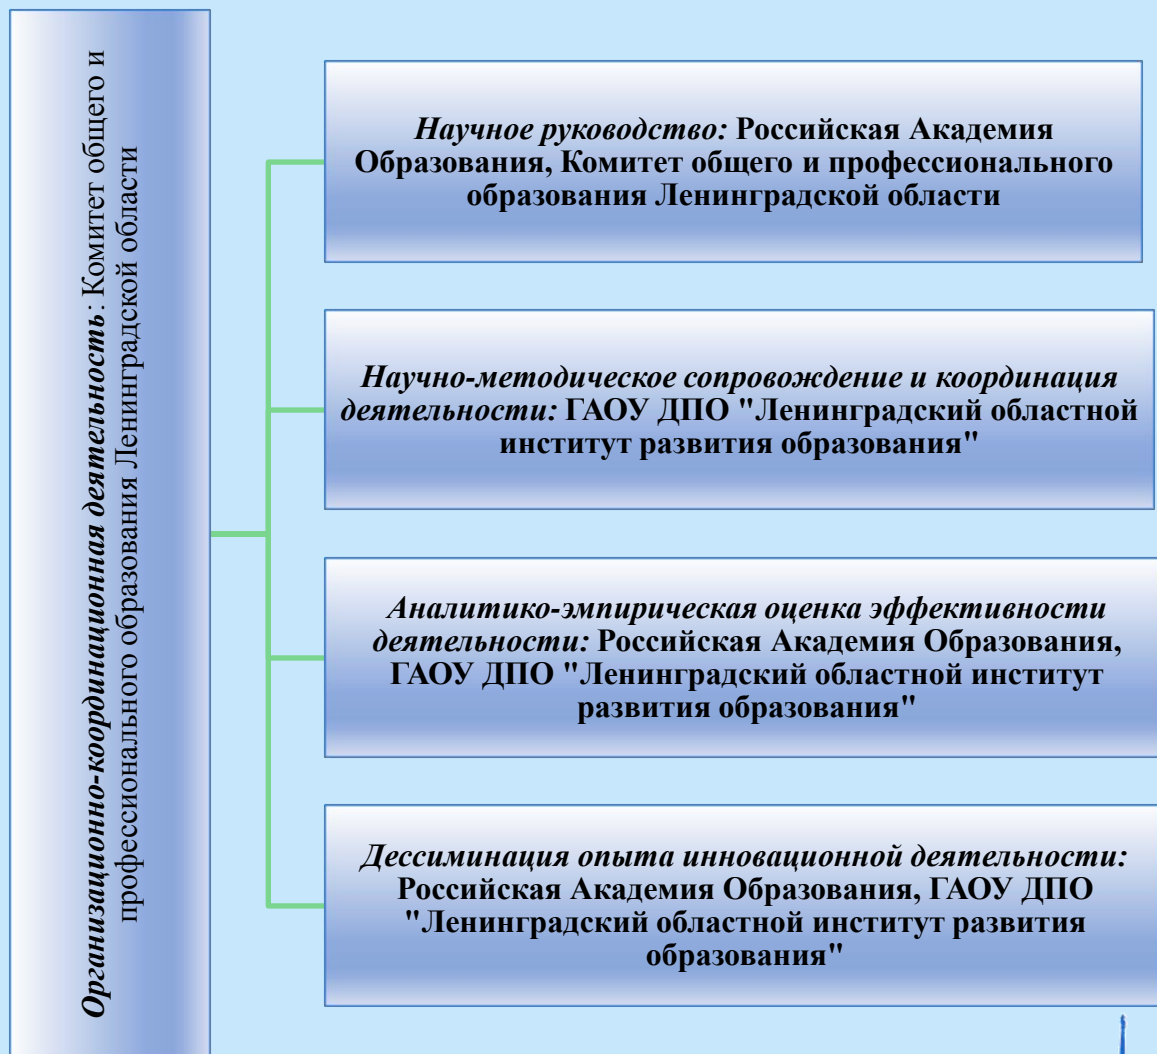 Организационно-координационная деятельность: Комитет общего и
профессионального образования Ленинградской области
Научное руководство: Российская Академия
Образования, Комитет общего и профессионального
образования Ленинградской области
Научно-методическое сопровождение и координация
деятельности: ГАОУ ДПО "Ленинградский областной
институт развития образования"
Аналитико-эмпирическая оценка эффективности
деятельности: Российская Академия Образования,
ГАОУ ДПО "Ленинградский областной институт
развития образования"
Дессиминация опыта инновационной деятельности:
Российская Академия Образования, ГАОУ ДПО
"Ленинградский областной институт развития
образования"